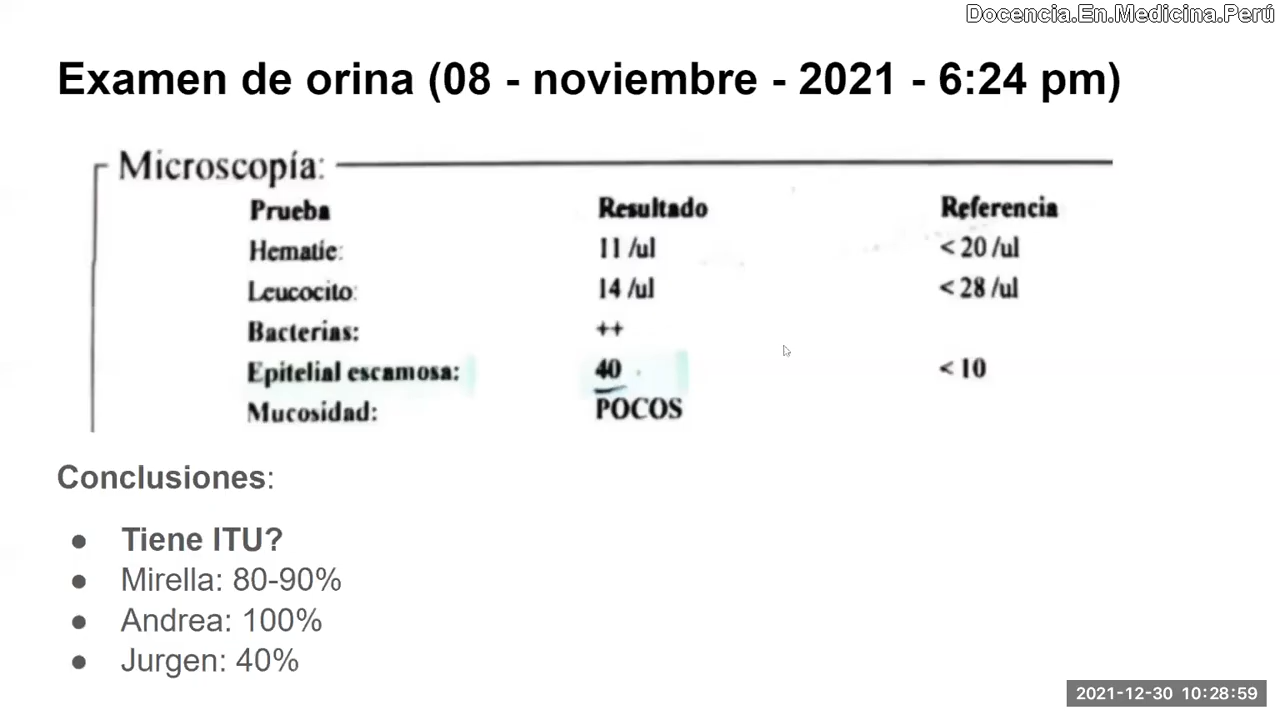 Docencia.En.Medicina.Perú
Examen de orina (08 - noviembre - 2021 - 6:24 pm)
Microscopía:
Prueba Resultado Referencia
Hematíe: 11 /ul < 20 /ul
Leucocito: 14 /ul < 28 /ul
Bacterias: ++
Epitelial escamosa: 40 < 10
Mucosidad: POCOS
Conclusiones:
● Tiene ITU?
● Mirella: 80-90%
● Andrea: 100%
● Jurgen: 40%
2021-12-30 10:28:59